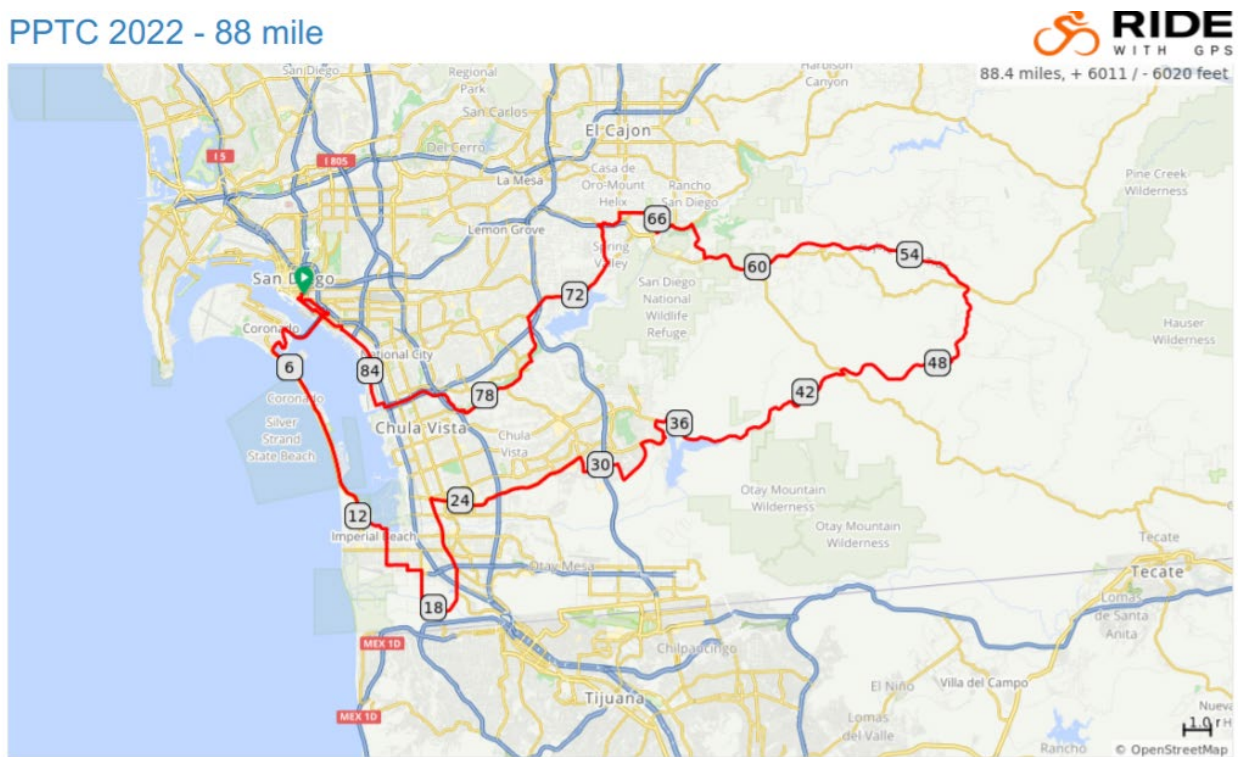 PPTC 2022 - 88 mile
RIDE
WITH GPS
88.4 miles, + 6011 / - 6020 feet
San Diego
Regional
Park
San Carlos
Harbison
Canyon
El Cajon
Del Cerro
I 5
I 805
La Mesa
Casa de
Oro-Mount
Helix
Rancho
San Diego
Pine Creek
Wilderness
66
Lemon Grove
Spring
Valley
54
60
San Diego
72
San Diego
National
Wildlife
Refuge
Coronado
Hauser
Wilderness
National City
6
84
48
Coronado
78
42
Silver
Strand
State Beach
Chula Vista
36
Chula
Vista
30
24
Otay Mountain
Wilderness
12
Imperial Beach
Otay Mountain
Wilderness
Tecate
Otay Mesa
Tecate
18
Lomas
de Santa
Anita
MEX 1D
Chilpancingo
El Niño
Villa del Campo
Tijuana
MEX 1D
Nueva
Lomas
del Valle
1.0
Rancho
© OpenStreetMap